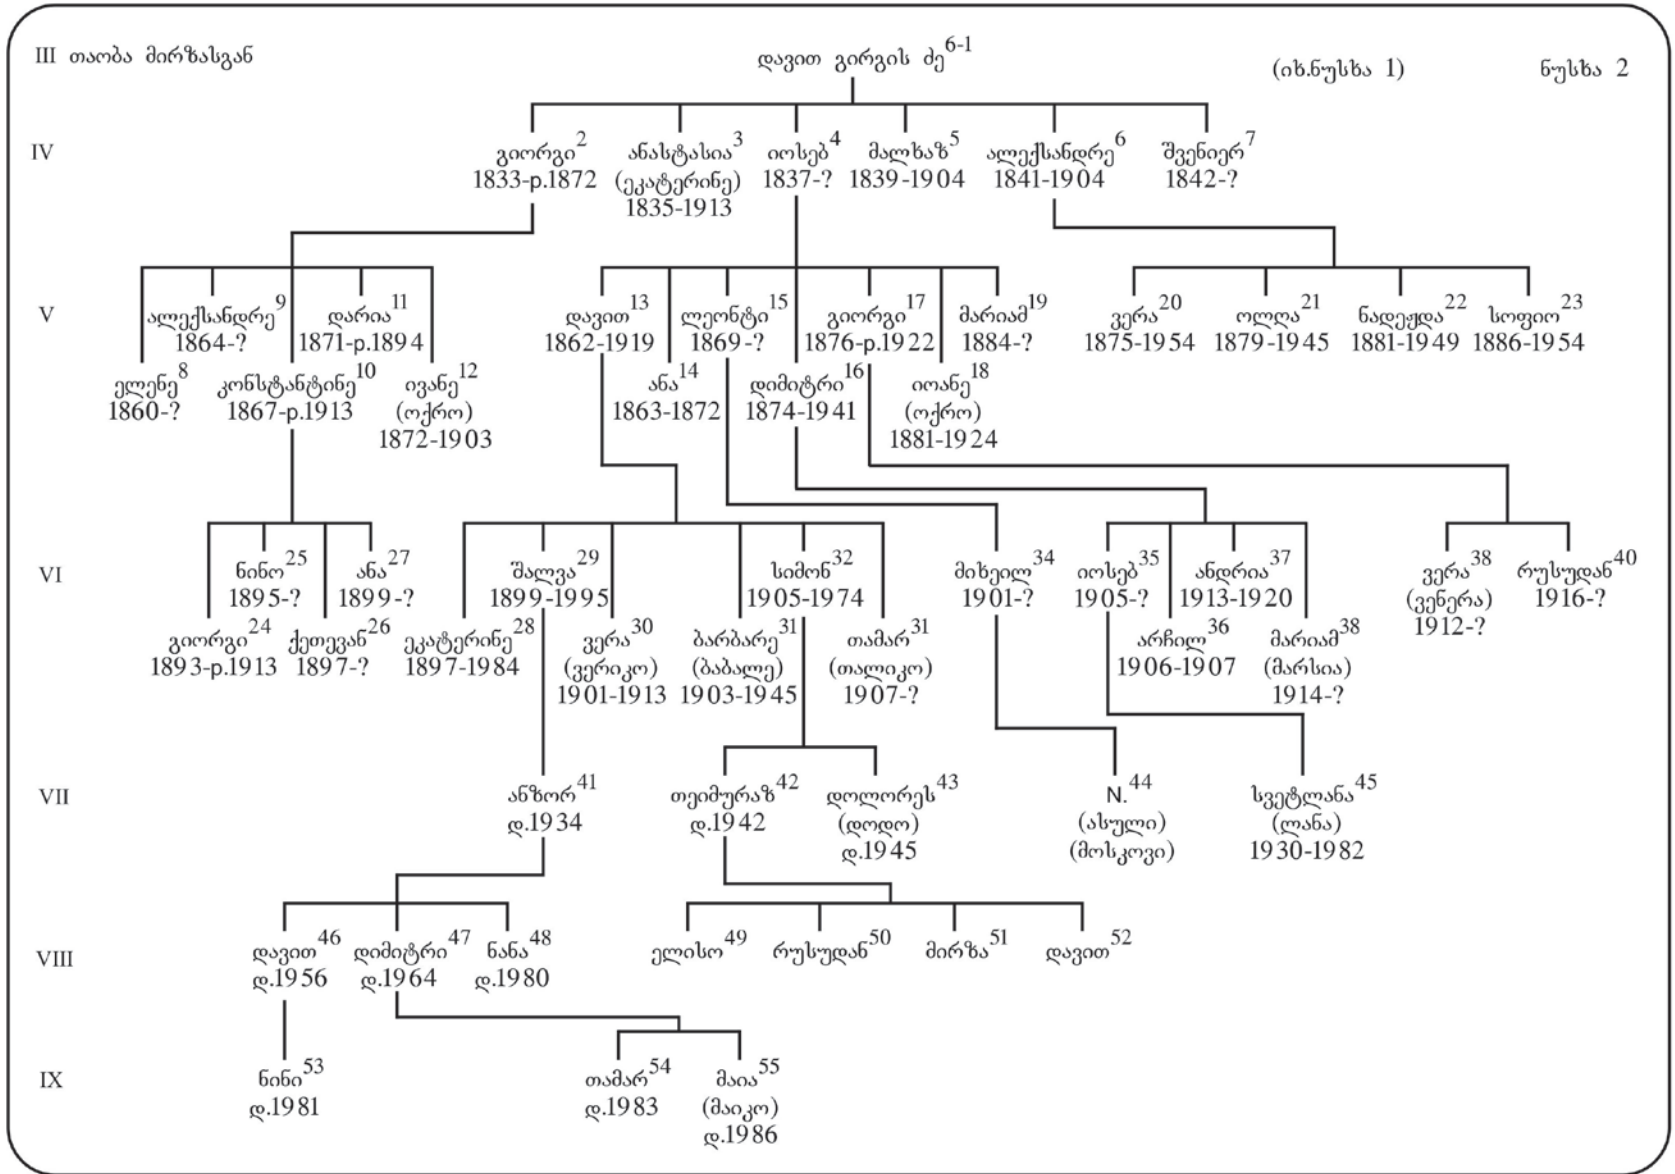 III თაობა მირზასგან დავით გირგის ძე6-1 (იხ.ნუსხა 1) ნუსხა 2
IV
გიორგი2 ანასტასია3 იოსებ4 მალხაზ5 ალექსანდრე6 შვენიერ7
1833-p.1872 (ეკატერინე) 1837-? 1839-1904 1841-1904 1842-?
1835-1913
V
ალექსანდრე9 დარია11 დავით13 ლეონტი15 გიორგი17 მარიამ19 ვერა20 ოლღა21 ნადეჟდა22 სოფიო23
1864-? 1871-p.1894 1862-1919 1869-? 1876-p.1922 1884-? 1875-1954 1879-1945 1881-1949 1886-1954
ელენე8 კონსტანტინე10 ივანე12 ანა14 დიმიტრი16 იოანე18
1860-? 1867-p.1913 (ოქრო) 1863-1872 1874-1941 (ოქრო)
1872-1903 1881-1924
VI
ნინო25 ანა27 შალვა29 სიმონ32 მიხეილ34 იოსებ35 ანდრია37 ვერა38 რუსუდან40
1895-? 1899-? 1899-1995 1905-1974 1901-? 1905-? 1913-1920 (ვენერა) 1916-?
1912-?
გიორგი24 ქეთევან26 ეკატერინე28 ვერა30 ბარბარე31 თამარ31 არჩილ36 მარიამ38
1893-p.1913 1897-? 1897-1984 (ვერიკო) (ბაბალე) (თალიკო) 1906-1907 (მარსია)
1901-1913 1903-1945 1907-? 1914-?
VII
ანზორ41 თეიმურაზ42 დოლორეს43 N.44 სვეტლანა45
დ.1934 დ.1942 (დოდო) (ასული) (ლანა)
დ.1945 (მოსკოვი) 1930-1982
VIII
დავით46 დიმიტრი47 ნანა48 ელისო49 რუსუდან50 მირზა51 დავით52
დ.1956 დ.1964 დ.1980
IX
ნინი53 თამარ54 მაია55
დ.1981 დ.1983 (მაიკო)
დ.1986